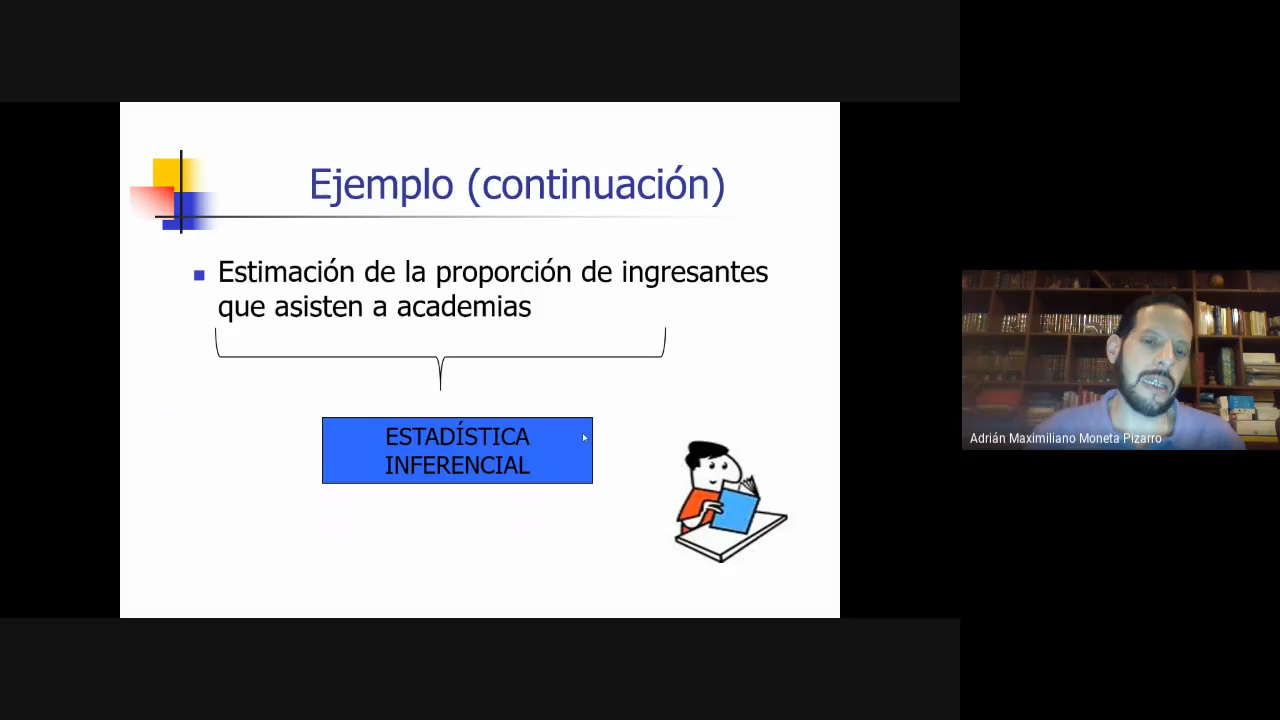 Ejemplo (continuación)
Estimación de la proporción de ingresantes
que asisten a academias
ESTADÍSTICA
INFERENCIAL
Adrián Maximiliano Moneta Pizarro